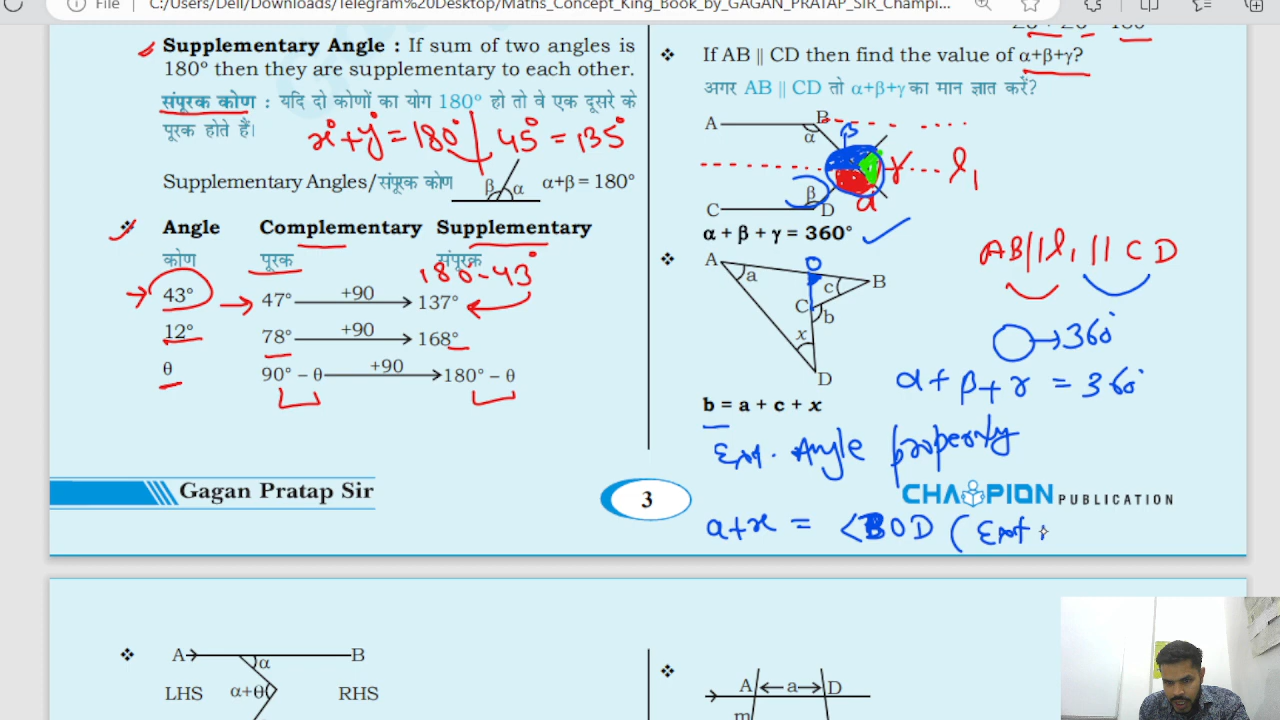 File
C:/Users/Dell/Downloads/Telegram%20Desktop/Maths_Concept_King_Book_by_GAGAN_PRATAP_SIR_Champi...
Supplementary Angle : If sum of two angles is
180° then they are supplementary to each other.
संपूरक कोण : यदि दो कोणों का योग 180° हो तो वे एक दूसरे के
पूरक होते हैं।
x° + y° = 180° 45° = 135°
Supplementary Angles/संपूरक कोण
β α
α+β = 180°
Angle Complementary Supplementary
कोण पूरक संपूरक
180° - 43°
43° 47° +90 137°
12° 78° +90 168°
θ 90° – θ +90 180° – θ
Gagan Pratap Sir
3
If AB || CD then find the value of α+β+γ?
अगर AB || CD तो α+β+γ का मान ज्ञात करें?
A B
α β
γ l₁
β
C D α
α + β + γ = 360°
AB || l₁ || CD
A O
a c B
C b
x
D
360°
α + β + γ = 360°
b = a + c + x
Ext. Angle property
CHAMPION PUBLICATION
a+x = <BOD (Ext
A B
α
LHS α+θ RHS
A a D
m